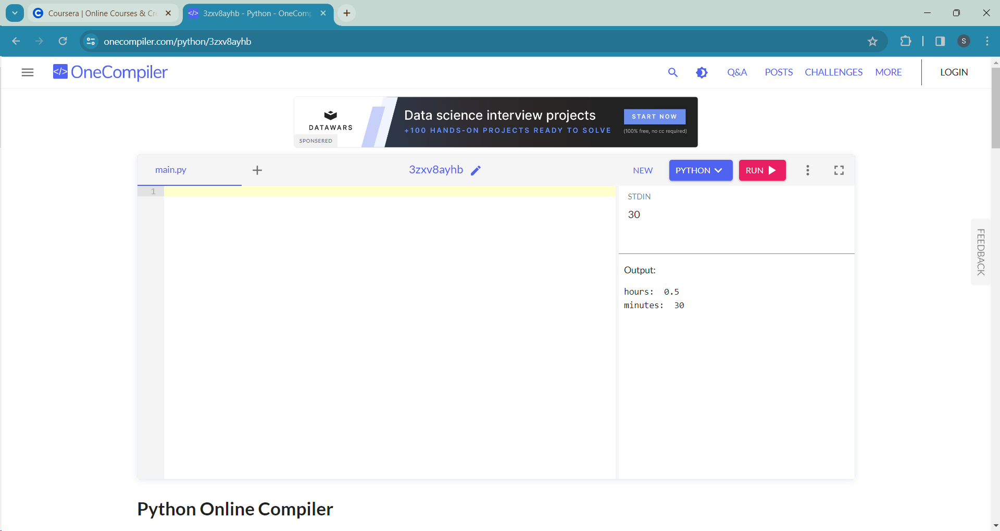 Coursera | Online Courses & Cr
3zxv8ayhb - Python - OneComp
onecompiler.com/python/3zxv8ayhb
S
</> OneCompiler
Q&A
POSTS
CHALLENGES
MORE
LOGIN
DATAWARS
SPONSERED
Data science interview projects
+100 HANDS-ON PROJECTS READY TO SOLVE
START NOW
(100% free, no cc required)
main.py
3zxv8ayhb
NEW
PYTHON
RUN
1
STDIN
30
Output:
hours:  0.5
minutes:  30
FEEDBACK
Python Online Compiler